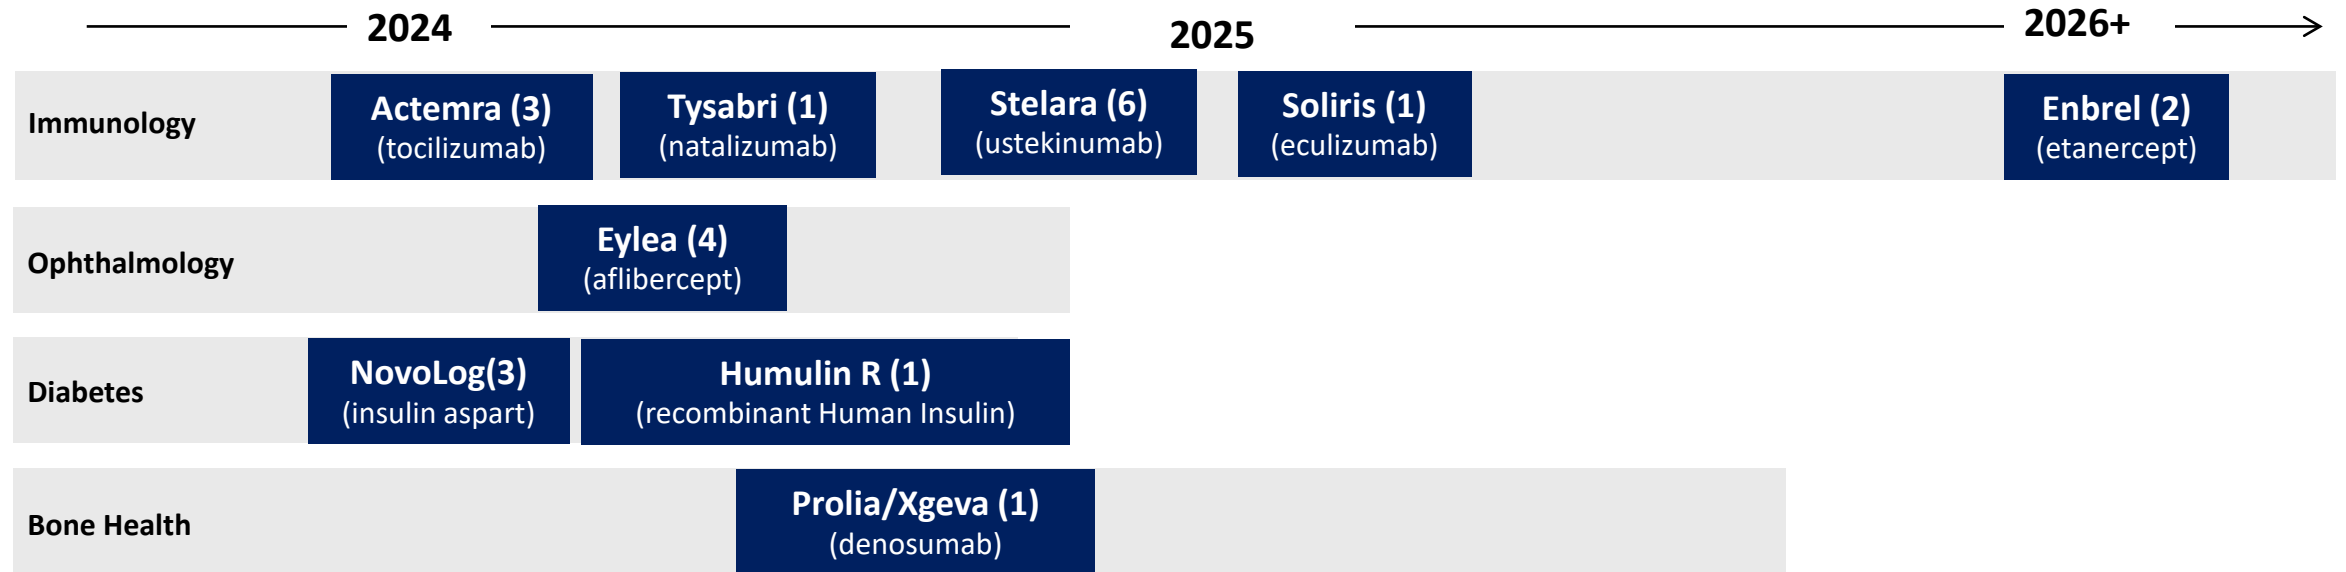 2024
2025
2026+
Immunology
Actemra (3)
(tocilizumab)
Tysabri (1)
(natalizumab)
Stelara (6)
(ustekinumab)
Soliris (1)
(eculizumab)
Enbrel (2)
(etanercept)
Ophthalmology
Eylea (4)
(aflibercept)
Diabetes
NovoLog(3)
(insulin aspart)
Humulin R (1)
(recombinant Human Insulin)
Bone Health
Prolia/Xgeva (1)
(denosumab)